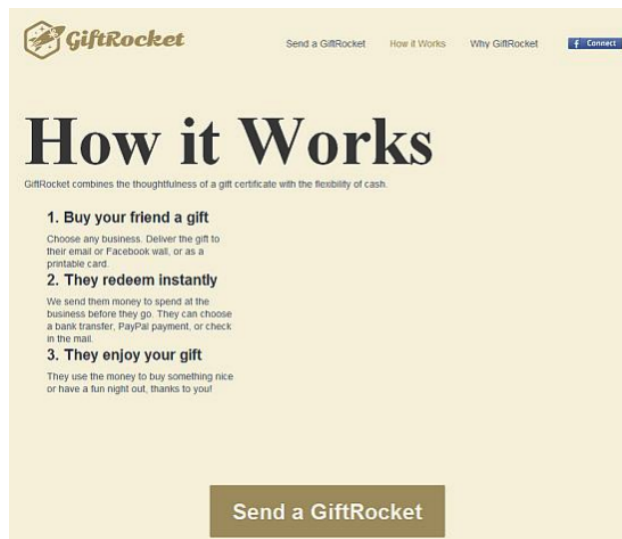 GiftRocket
Send a GiftRocket How it Works Why GiftRocket f Connect
How it Works
GiftRocket combines the thoughtfulness of a gift certificate with the flexibility of cash.
1. Buy your friend a gift
Choose any business. Deliver the gift to
their email or Facebook wall, or as a
printable card.
2. They redeem instantly
We send them money to spend at the
business before they go. They can choose
a bank transfer, PayPal payment, or check
in the mail.
3. They enjoy your gift
They use the money to buy something nice
or have a fun night out, thanks to you!
Send a GiftRocket